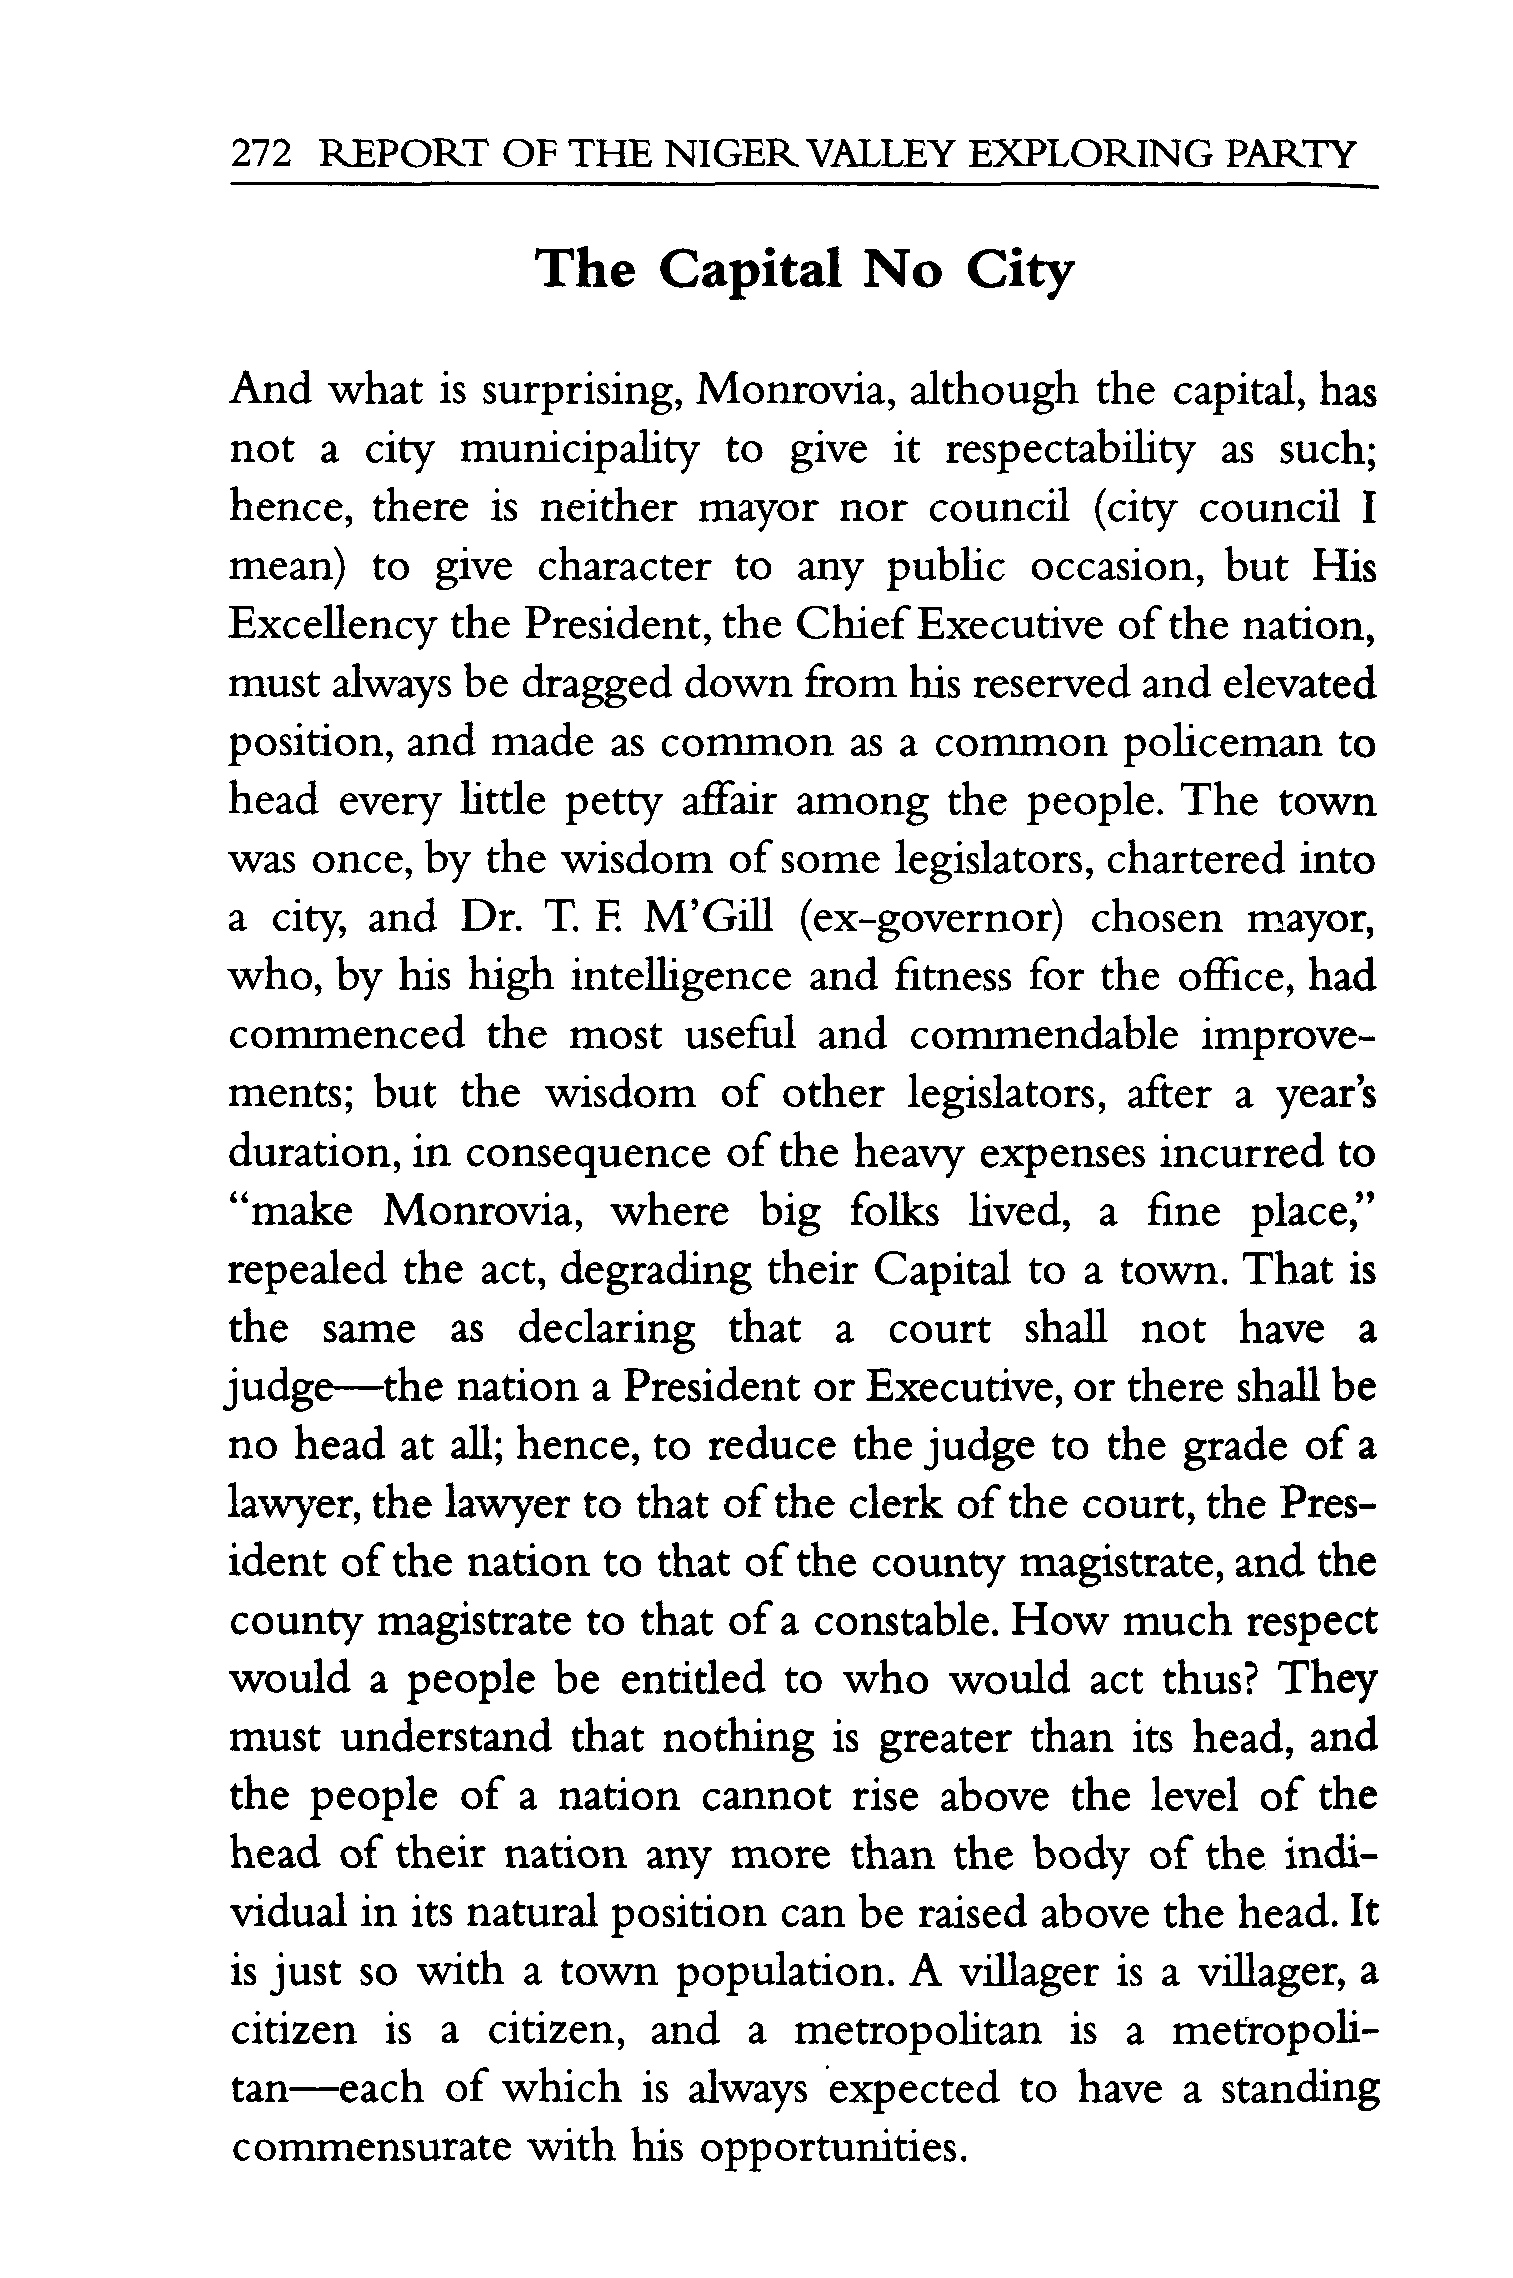 272 REPORT OF THE NIGER VALLEY EXPLORING PARTY
The Capital No City
And what is surprising, Monrovia, although the capital, has
not a city municipality to give it respectability as such;
hence, there is neither mayor nor council (city council I
mean) to give character to any public occasion, but His
Excellency the President, the Chief Executive of the nation,
must always be dragged down from his reserved and elevated
position, and made as common as a common policeman to
head every little petty affair among the people. The town
was once, by the wisdom of some legislators, chartered into
a city, and Dr. T. F. M’Gill (ex-governor) chosen mayor,
who, by his high intelligence and fitness for the office, had
commenced the most useful and commendable improve-
ments; but the wisdom of other legislators, after a year’s
duration, in consequence of the heavy expenses incurred to
“make Monrovia, where big folks lived, a fine place,”
repealed the act, degrading their Capital to a town. That is
the same as declaring that a court shall not have a
judge—the nation a President or Executive, or there shall be
no head at all; hence, to reduce the judge to the grade of a
lawyer, the lawyer to that of the clerk of the court, the Pres-
ident of the nation to that of the county magistrate, and the
county magistrate to that of a constable. How much respect
would a people be entitled to who would act thus? They
must understand that nothing is greater than its head, and
the people of a nation cannot rise above the level of the
head of their nation any more than the body of the indi-
vidual in its natural position can be raised above the head. It
is just so with a town population. A villager is a villager, a
citizen is a citizen, and a metropolitan is a metropoli-
tan—each of which is always expected to have a standing
commensurate with his opportunities.